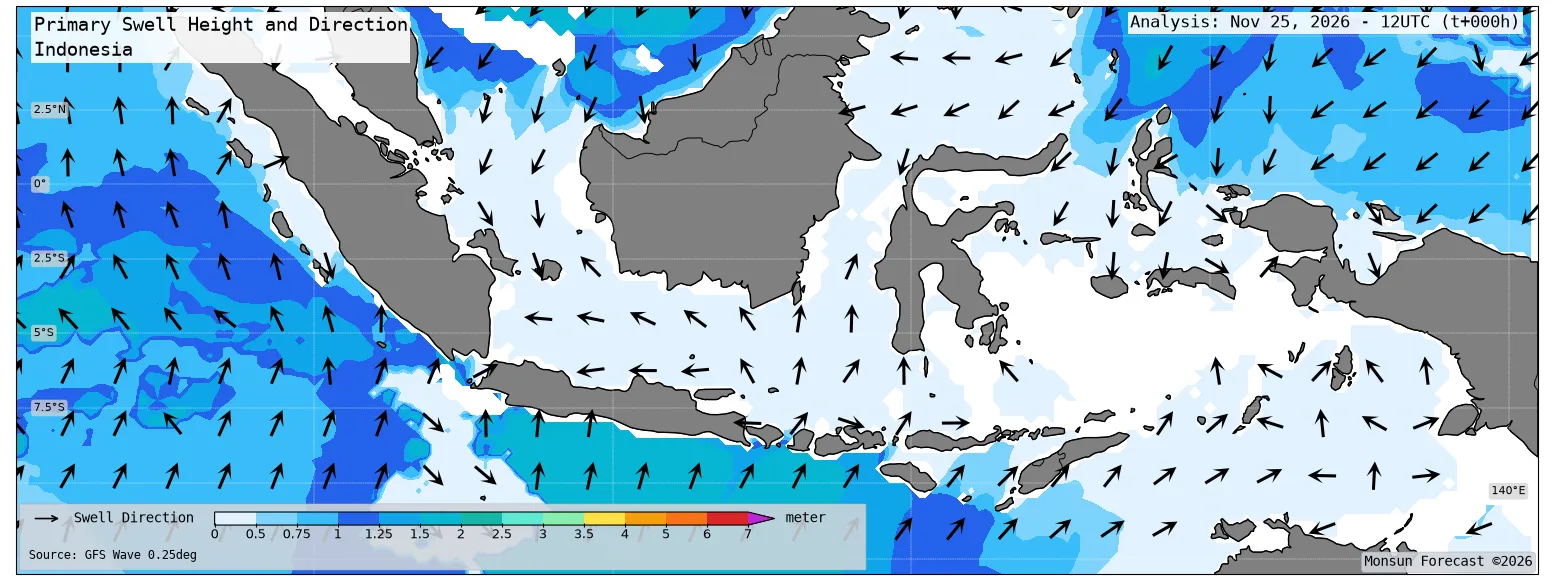 Primary Swell Height and Direction
Indonesia
Analysis: Nov 25, 2026 - 12UTC (t+000h)
2.5°N
0°
2.5°S
5°S
7.5°S
140°E
Swell Direction
0 0.5 0.75 1 1.25 1.5 2 2.5 3 3.5 4 5 6 7 meter
Source: GFS Wave 0.25deg
Monsun Forecast ©2026